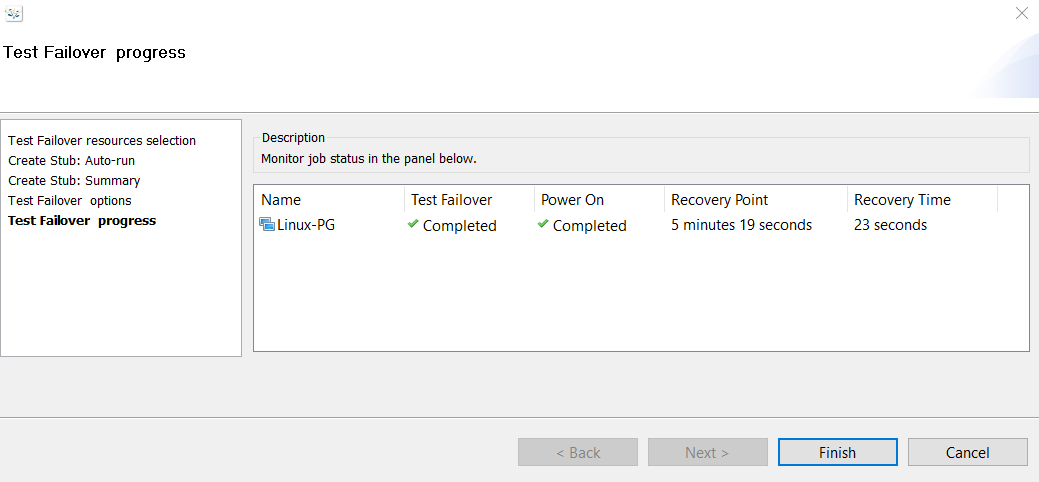 Test Failover  progress
Test Failover resources selection
Create Stub: Auto-run
Create Stub: Summary
Test Failover  options
Test Failover  progress
Description
Monitor job status in the panel below.
Name Test Failover Power On Recovery Point Recovery Time
Linux-PG Completed Completed 5 minutes 19 seconds 23 seconds
< Back Next > Finish Cancel